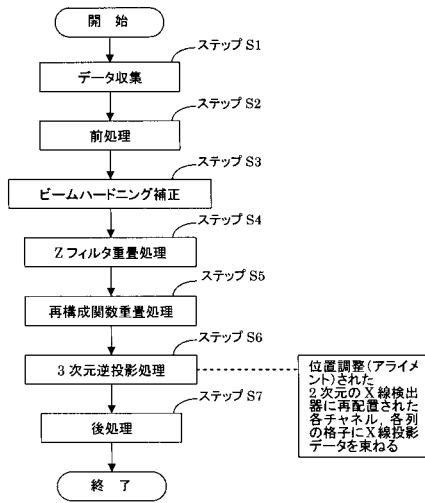 開 始
ステップ S1
データ収集
ステップ S2
前処理
ステップ S3
ビームハードニング補正
ステップ S4
Zフィルタ重畳処理
ステップ S5
再構成関数重畳処理
ステップ S6
3次元逆投影処理
位置調整(アライ
メント)された
2次元のX線検出
器に再配置された
各チャネル, 各列
の格子にX線投影
データを束ねる
ステップ S7
後処理
終 了